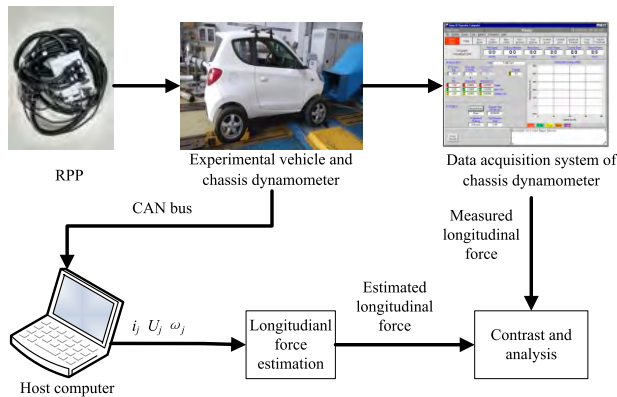 RPP
Experimental vehicle and
chassis dynamometer
Data acquisition system of
chassis dynamometer
CAN bus
Measured
longitudinal
force
i_j U_j ω_j
Longitudianl
force
estimation
Estimated
longitudinal
force
Contrast and
analysis
Host computer